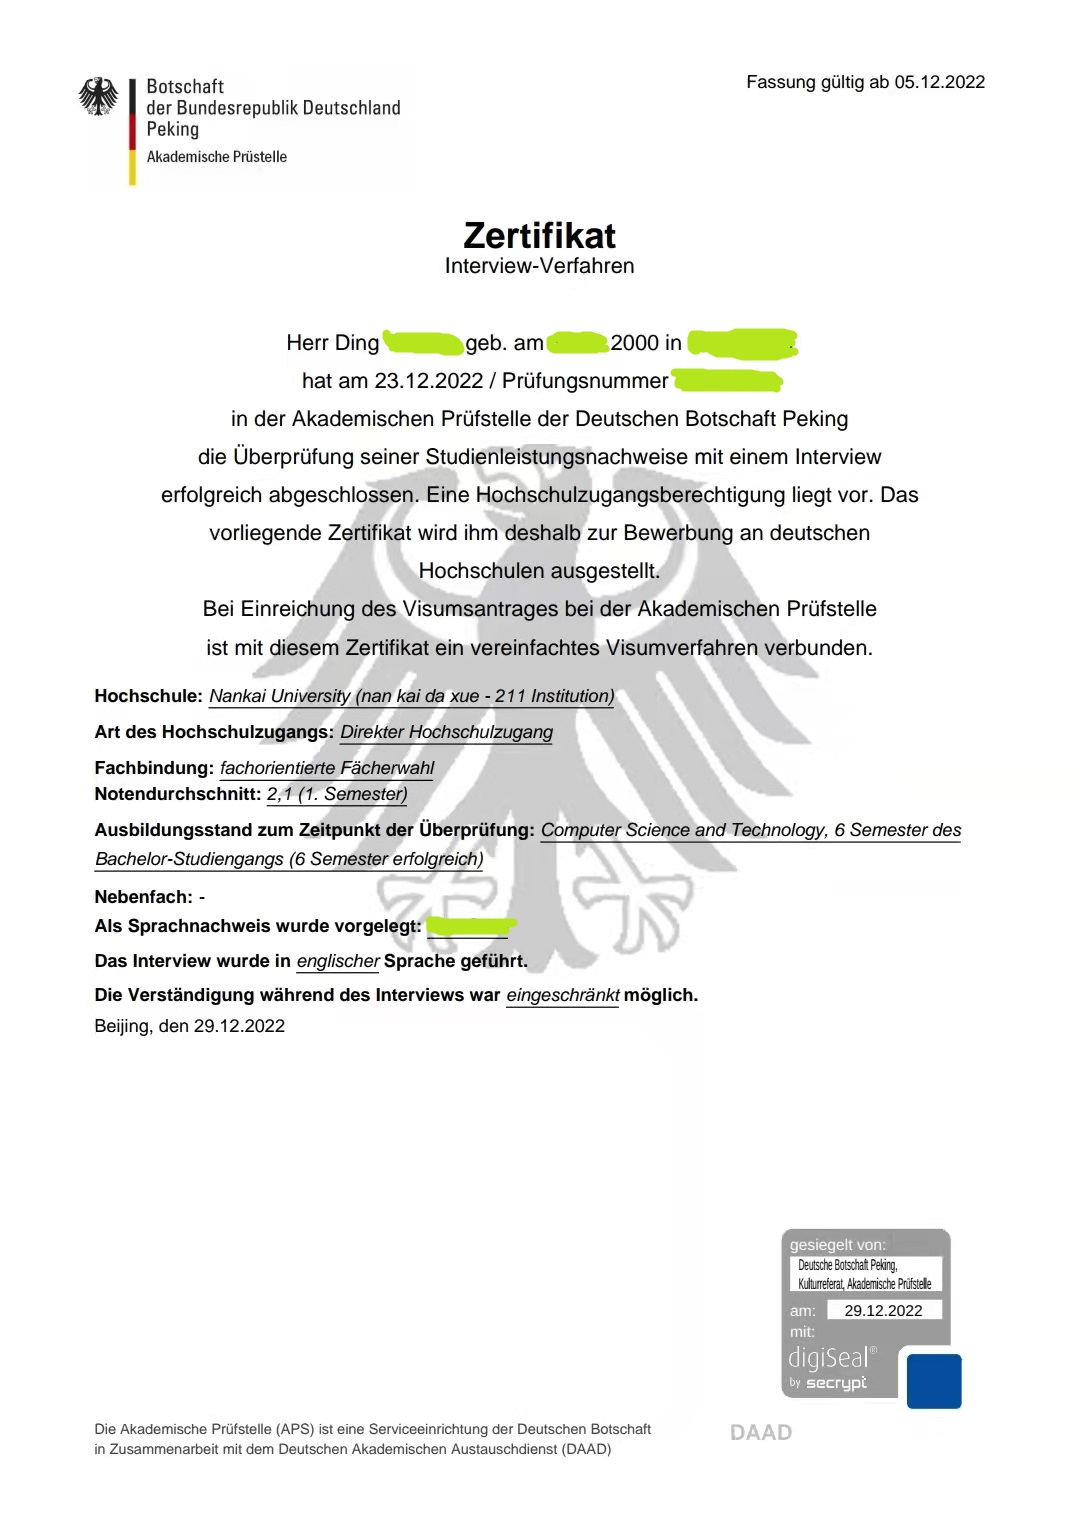 Botschaft
der Bundesrepublik Deutschland
Peking
Akademische Prüstelle
Fassung gültig ab 05.12.2022
Zertifikat
Interview-Verfahren
Herr Ding geb. am 2000 in .
hat am 23.12.2022 / Prüfungsnummer
in der Akademischen Prüfstelle der Deutschen Botschaft Peking
die Überprüfung seiner Studienleistungsnachweise mit einem Interview
erfolgreich abgeschlossen. Eine Hochschulzugangsberechtigung liegt vor. Das
vorliegende Zertifikat wird ihm deshalb zur Bewerbung an deutschen
Hochschulen ausgestellt.
Bei Einreichung des Visumsantrages bei der Akademischen Prüfstelle
ist mit diesem Zertifikat ein vereinfachtes Visumverfahren verbunden.
Hochschule: Nankai University (nan kai da xue - 211 Institution)
Art des Hochschulzugangs: Direkter Hochschulzugang
Fachbindung: fachorientierte Fächerwahl
Notendurchschnitt: 2,1 (1. Semester)
Ausbildungsstand zum Zeitpunkt der Überprüfung: Computer Science and Technology, 6 Semester des
Bachelor-Studiengangs (6 Semester erfolgreich)
Nebenfach: -
Als Sprachnachweis wurde vorgelegt:
Das Interview wurde in englischer Sprache geführt.
Die Verständigung während des Interviews war eingeschränkt möglich.
Beijing, den 29.12.2022
gesiegelt von:
Deutsche Botschaft Peking,
Kulturreferat, Akademische Prüfstelle
am: 29.12.2022
mit:
digiSeal®
by secrypt
Die Akademische Prüfstelle (APS) ist eine Serviceeinrichtung der Deutschen Botschaft
in Zusammenarbeit mit dem Deutschen Akademischen Austauschdienst (DAAD)
DAAD